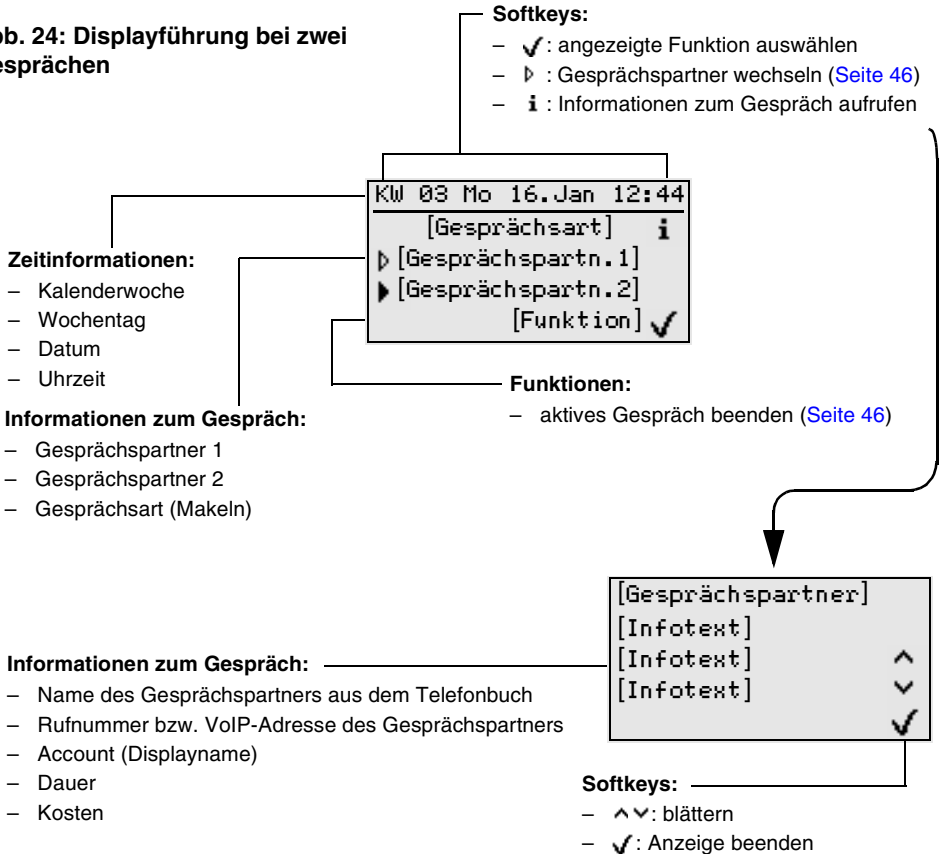 bb. 24: Displayführung bei zwei
esprächen
Softkeys:
– ✓: angezeigte Funktion auswählen
– ▷ : Gesprächspartner wechseln (Seite 46)
– i : Informationen zum Gespräch aufrufen
KW 03 Mo 16.Jan 12:44
[Gesprächsart] i
▷[Gesprächspartn.1]
▶[Gesprächspartn.2]
[Funktion] ✓
Zeitinformationen:
– Kalenderwoche
– Wochentag
– Datum
– Uhrzeit
Informationen zum Gespräch:
– Gesprächspartner 1
– Gesprächspartner 2
– Gesprächsart (Makeln)
Funktionen:
– aktives Gespräch beenden (Seite 46)
[Gesprächspartner]
[Infotext]
[Infotext]
[Infotext]
Informationen zum Gespräch:
– Name des Gesprächspartners aus dem Telefonbuch
– Rufnummer bzw. VoIP-Adresse des Gesprächspartners
– Account (Displayname)
– Dauer
– Kosten
Softkeys:
– : blättern
– ✓: Anzeige beenden